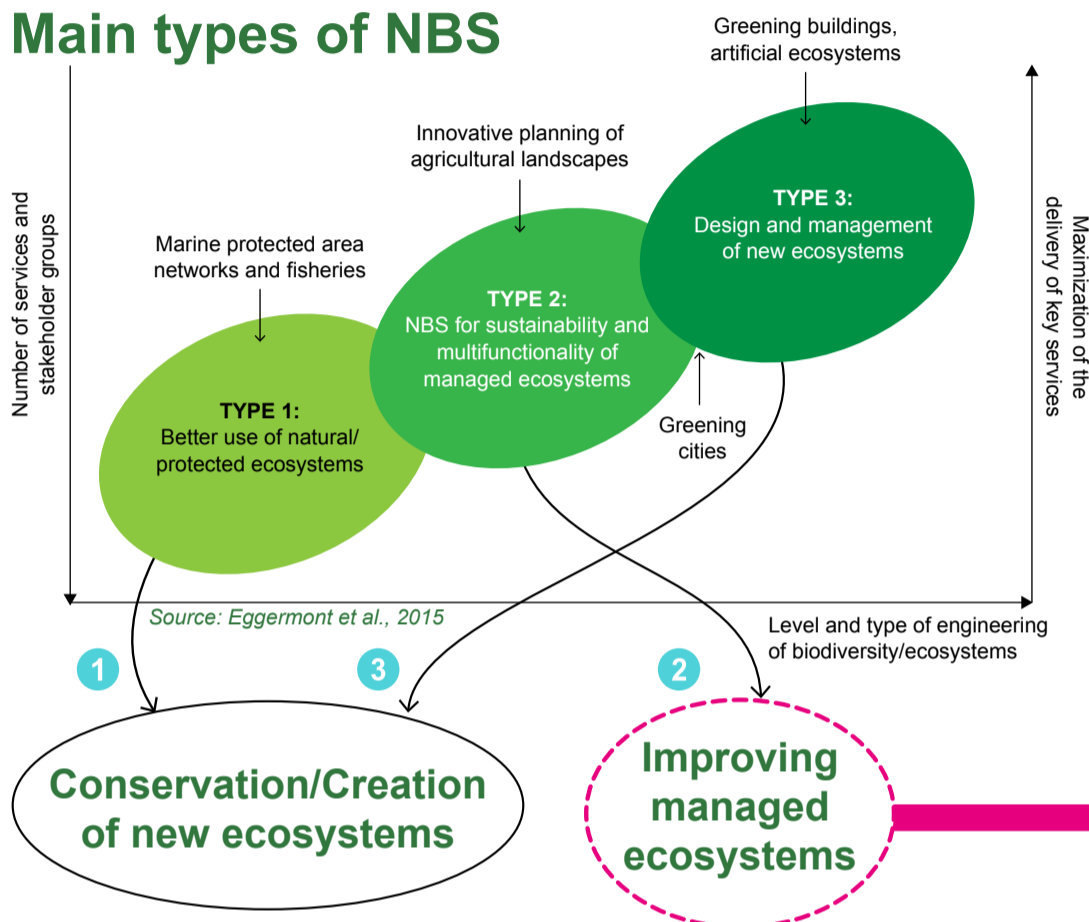 Main types of NBS
Greening buildings,
artificial ecosystems
Innovative planning of
agricultural landscapes
Marine protected area
networks and fisheries
Number of services and
stakeholder groups
Maximization of the
delivery of key services
TYPE 3:
Design and management
of new ecosystems
TYPE 2:
NBS for sustainability and
multifunctionality of
managed ecosystems
TYPE 1:
Better use of natural/
protected ecosystems
Greening
cities
Source: Eggermont et al., 2015
Level and type of engineering
of biodiversity/ecosystems
1
3
2
Conservation/Creation
of new ecosystems
Improving
managed
ecosystems